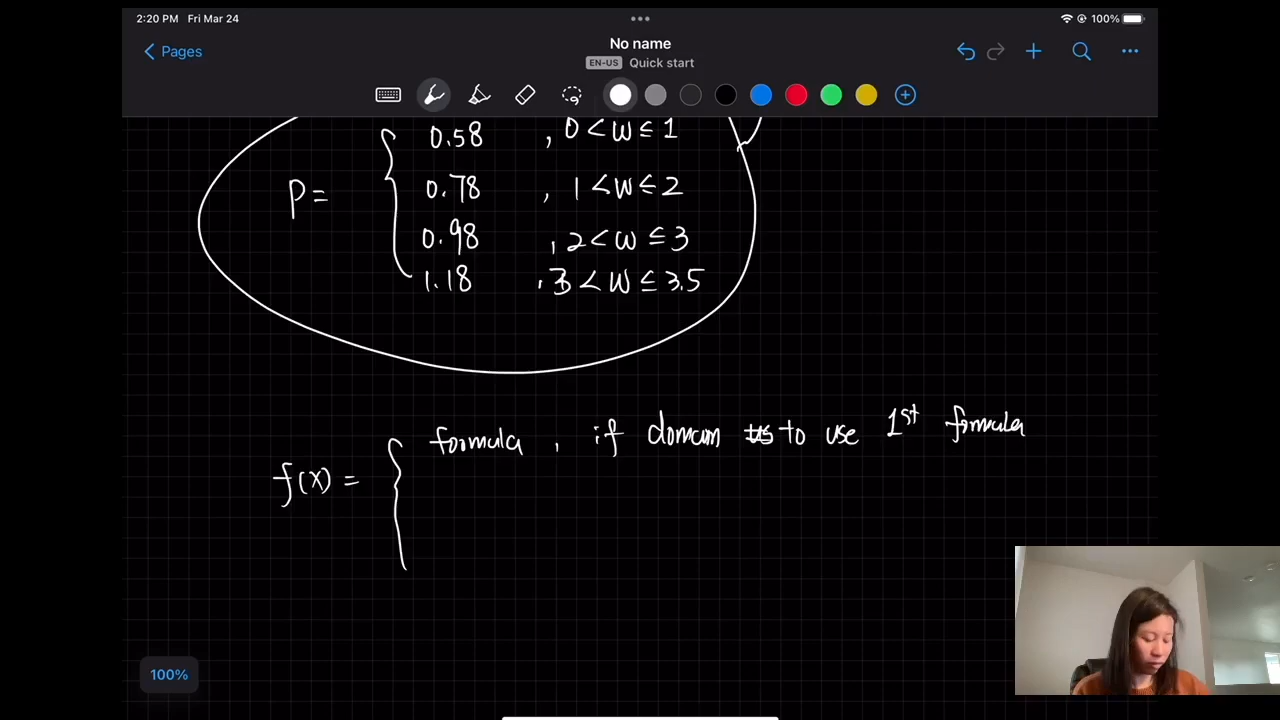 2:20 PM Fri Mar 24
100%
Pages
No name
EN-US Quick start
0.58 , 0 < W ≤ 1
P =
0.78 , 1 < W ≤ 2
0.98 , 2 < W ≤ 3
1.18 , 3 < W ≤ 3.5
f(x) =
formula , if domain to use 1st formula
100%